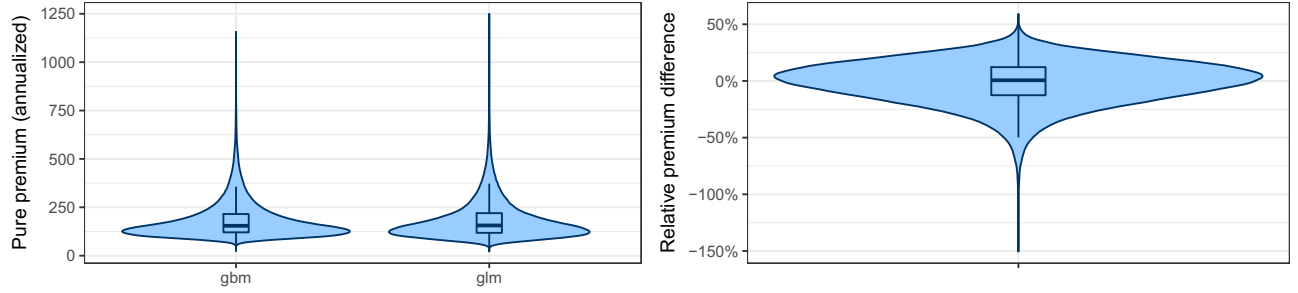 Pure premium (annualized)
1250
1000
750
500
250
0
gbm
glm
Relative premium difference
50%
0%
−50%
−100%
−150%